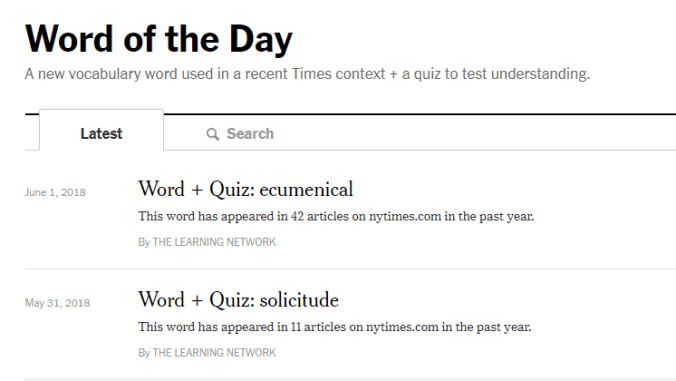 Word of the Day
A new vocabulary word used in a recent Times context + a quiz to test understanding.
Latest
Search
June 1, 2018
Word + Quiz: ecumenical
This word has appeared in 42 articles on nytimes.com in the past year.
By THE LEARNING NETWORK
May 31, 2018
Word + Quiz: solicitude
This word has appeared in 11 articles on nytimes.com in the past year.
By THE LEARNING NETWORK